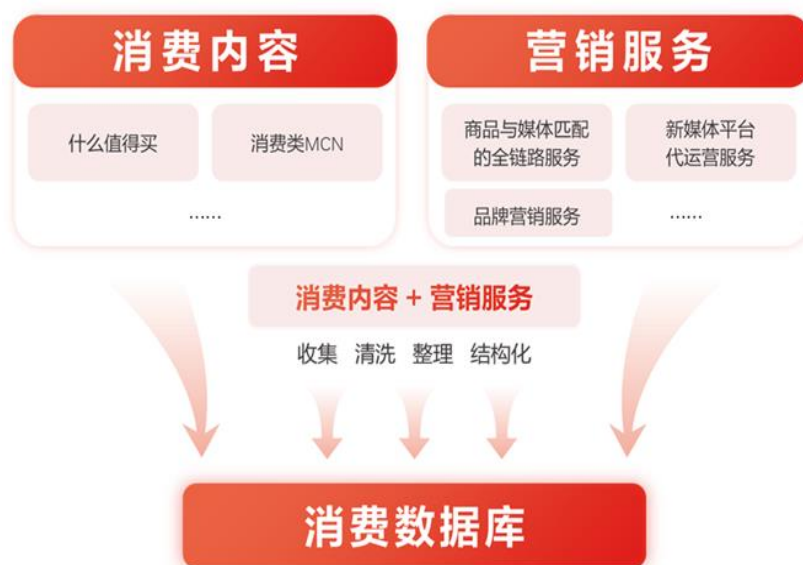 消费内容
营销服务
什么值得买
消费类MCN
……
商品与媒体匹配
的全链路服务
新媒体平台
代运营服务
品牌营销服务
……
消费内容 + 营销服务
收集 清洗 整理 结构化
消费数据库